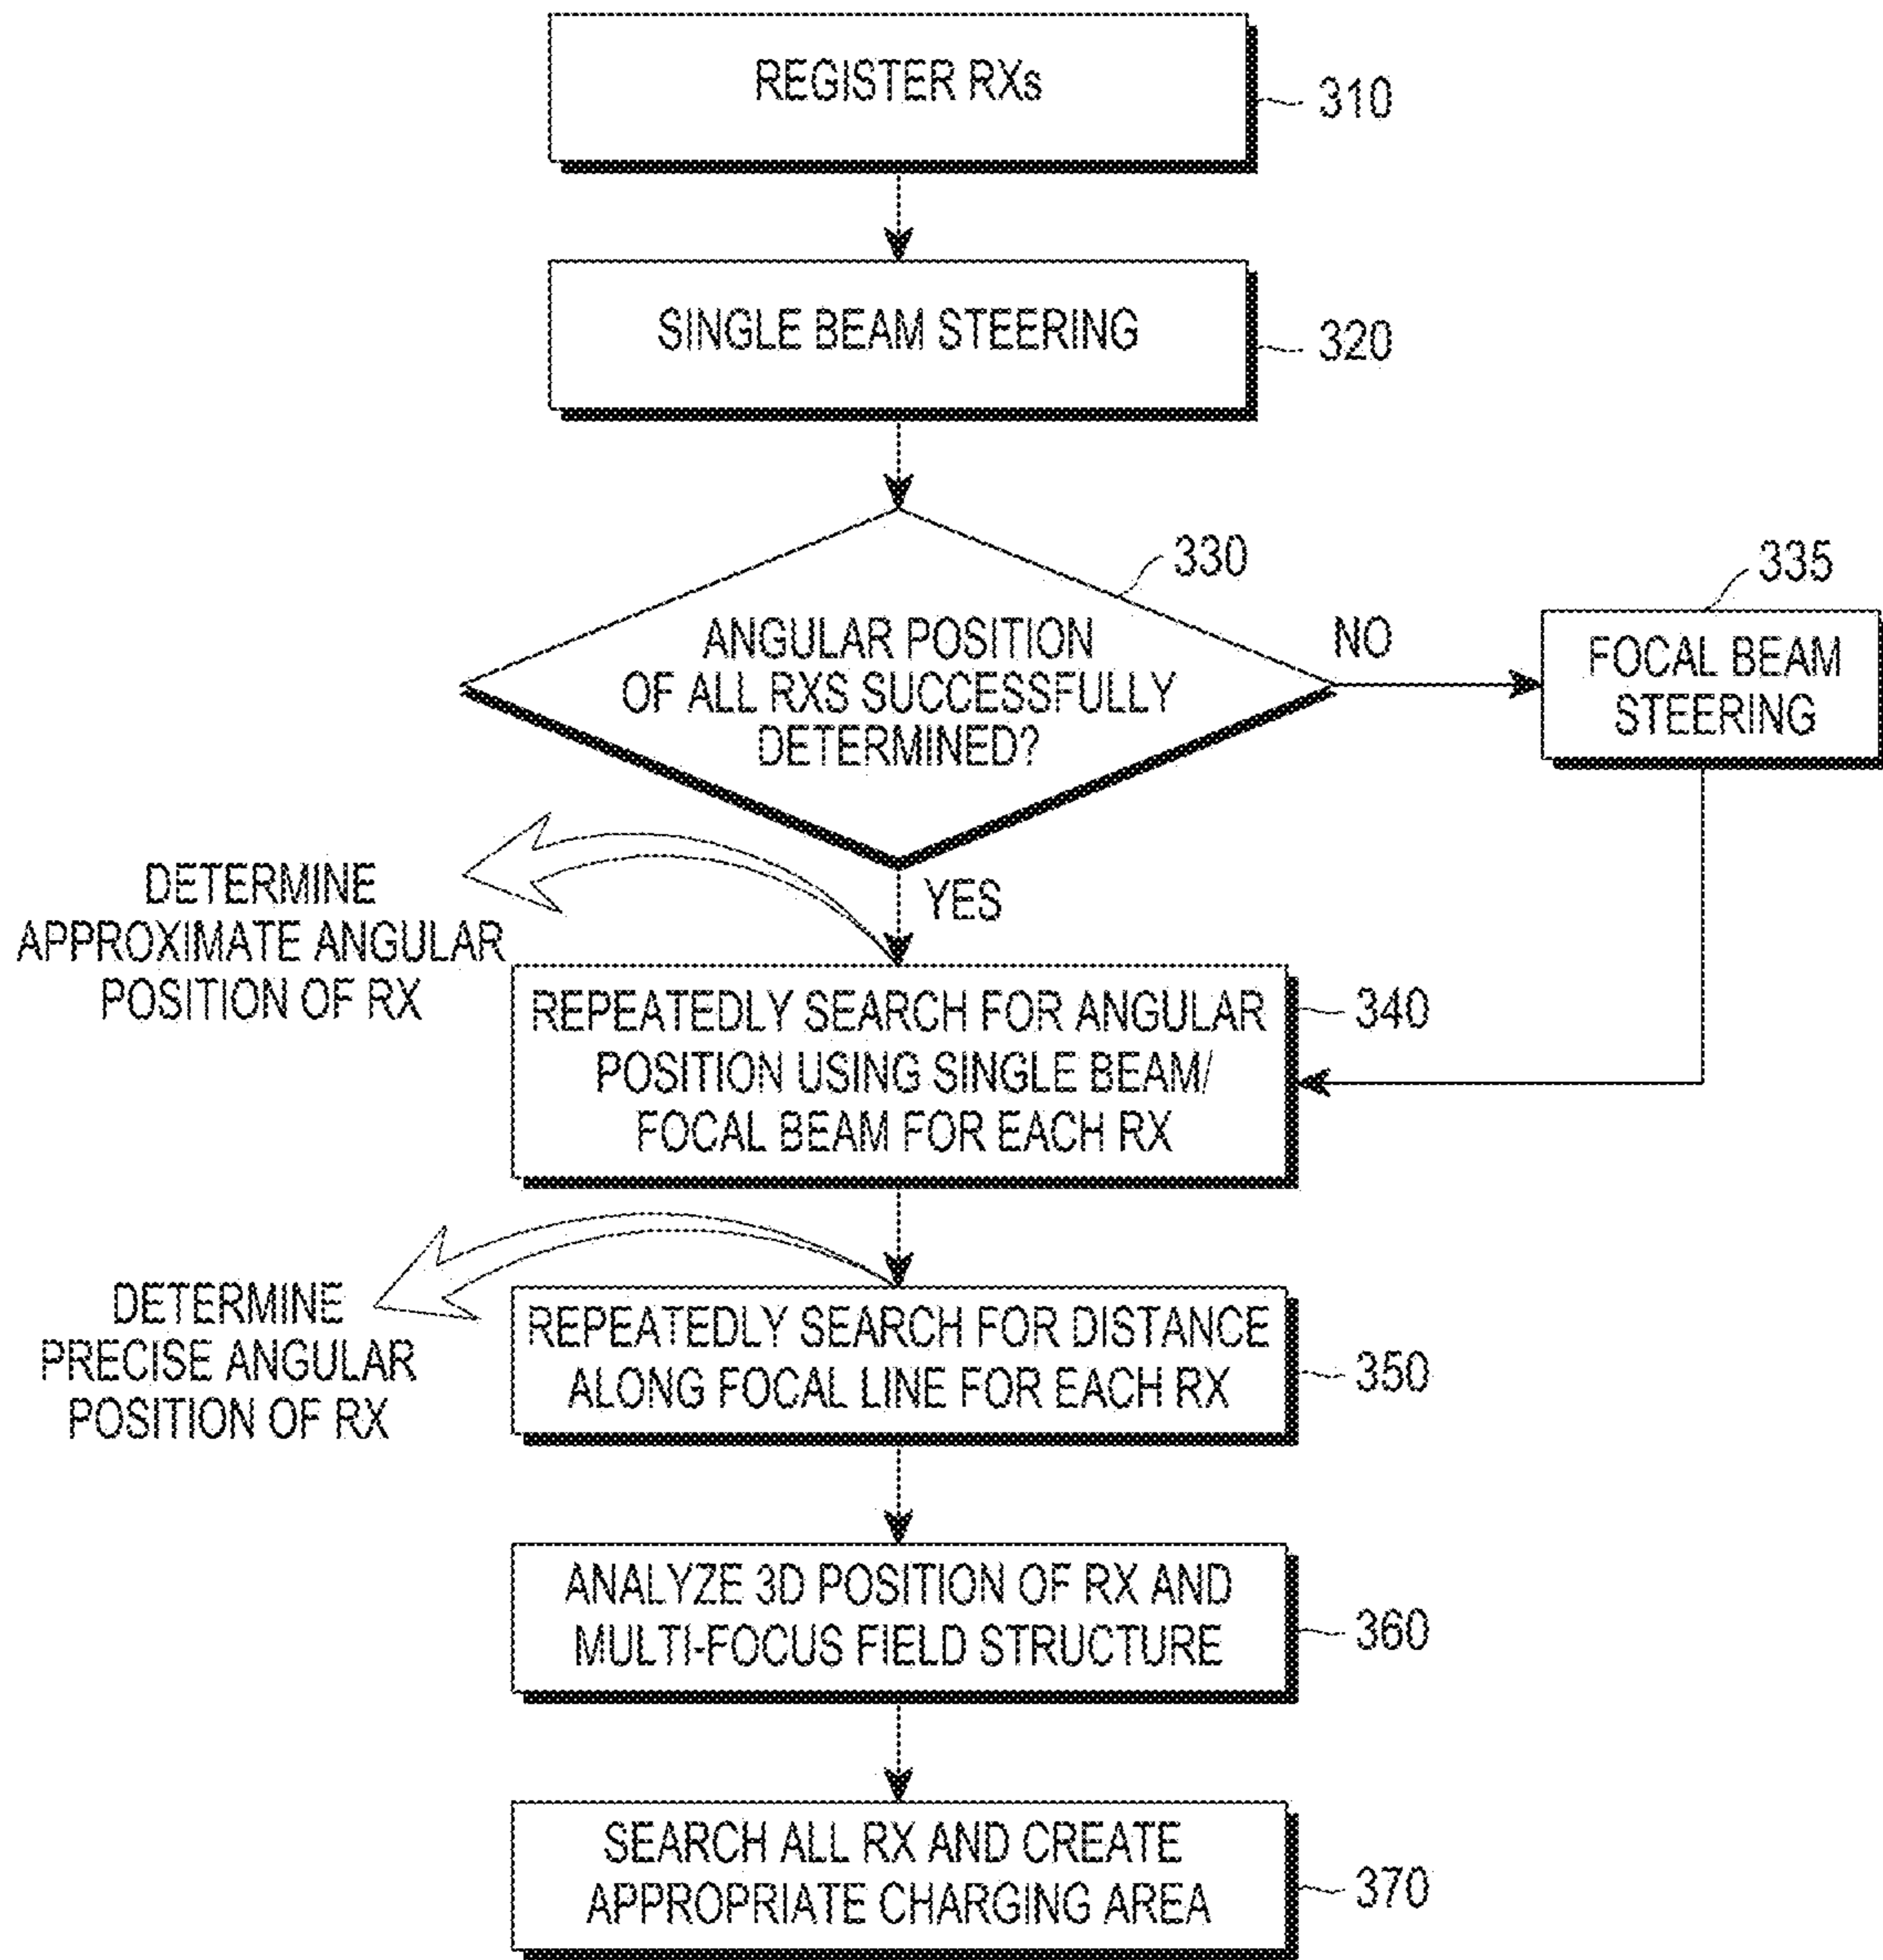 REGISTER RXs
310
SINGLE BEAM STEERING
320
330
ANGULAR POSITION
OF ALL RXS SUCCESSFULLY
DETERMINED?
NO
335
FOCAL BEAM
STEERING
YES
DETERMINE
APPROXIMATE ANGULAR
POSITION OF RX
REPEATEDLY SEARCH FOR ANGULAR
POSITION USING SINGLE BEAM/
FOCAL BEAM FOR EACH RX
340
DETERMINE
PRECISE ANGULAR
POSITION OF RX
REPEATEDLY SEARCH FOR DISTANCE
ALONG FOCAL LINE FOR EACH RX
350
ANALYZE 3D POSITION OF RX AND
MULTI-FOCUS FIELD STRUCTURE
360
SEARCH ALL RX AND CREATE
APPROPRIATE CHARGING AREA
370